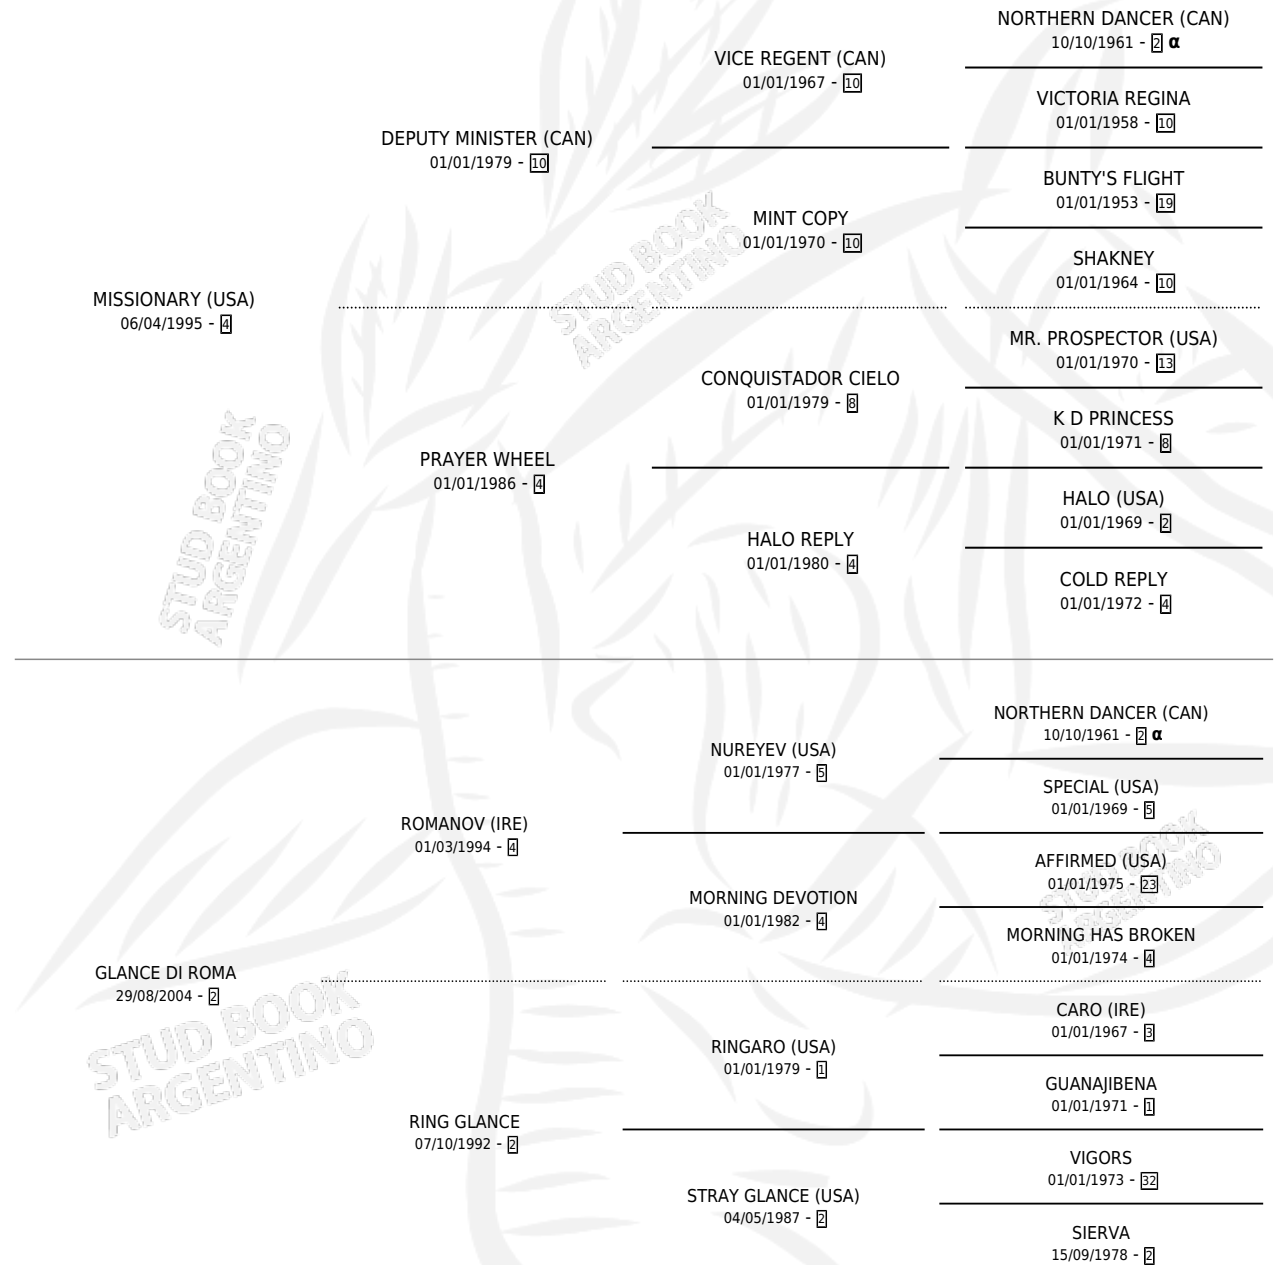 NORTHERN DANCER (CAN)
10/10/1961 - 2 α
VICE REGENT (CAN)
01/01/1967 - 10
VICTORIA REGINA
01/01/1958 - 10
DEPUTY MINISTER (CAN)
01/01/1979 - 10
BUNTY'S FLIGHT
01/01/1953 - 19
MINT COPY
01/01/1970 - 10
SHAKNEY
01/01/1964 - 10
MISSIONARY (USA)
06/04/1995 - 4
MR. PROSPECTOR (USA)
01/01/1970 - 13
CONQUISTADOR CIELO
01/01/1979 - 8
K D PRINCESS
01/01/1971 - 8
PRAYER WHEEL
01/01/1986 - 4
HALO (USA)
01/01/1969 - 2
HALO REPLY
01/01/1980 - 4
COLD REPLY
01/01/1972 - 4
NORTHERN DANCER (CAN)
10/10/1961 - 2 α
NUREYEV (USA)
01/01/1977 - 5
SPECIAL (USA)
01/01/1969 - 5
ROMANOV (IRE)
01/03/1994 - 4
AFFIRMED (USA)
01/01/1975 - 23
MORNING DEVOTION
01/01/1982 - 4
MORNING HAS BROKEN
01/01/1974 - 4
GLANCE DI ROMA
29/08/2004 - 2
CARO (IRE)
01/01/1967 - 3
RINGARO (USA)
01/01/1979 - 1
GUANAJIBENA
01/01/1971 - 1
RING GLANCE
07/10/1992 - 2
VIGORS
01/01/1973 - 32
STRAY GLANCE (USA)
04/05/1987 - 2
SIERVA
15/09/1978 - 2
STUD BOOK
ARGENTINO
STUD BOOK
ARGENTINO
STUD BOOK
ARGENTINO
STUD BOOK
ARGENTINO